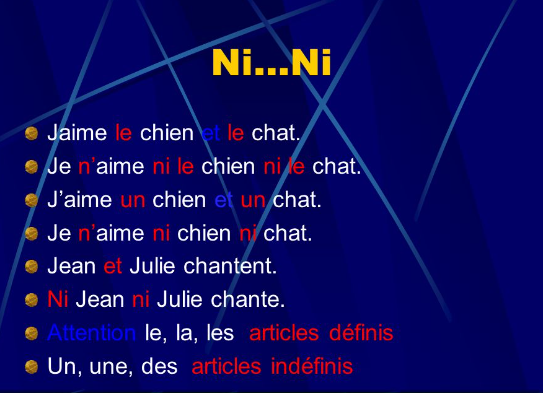 Ni...Ni
Jaime le chien et le chat.
Je n'aime ni le chien ni le chat.
J'aime un chien et un chat.
Je n'aime ni chien ni chat.
Jean et Julie chantent.
Ni Jean ni Julie chante.
Attention le, la, les articles définis
Un, une, des articles indéfinis